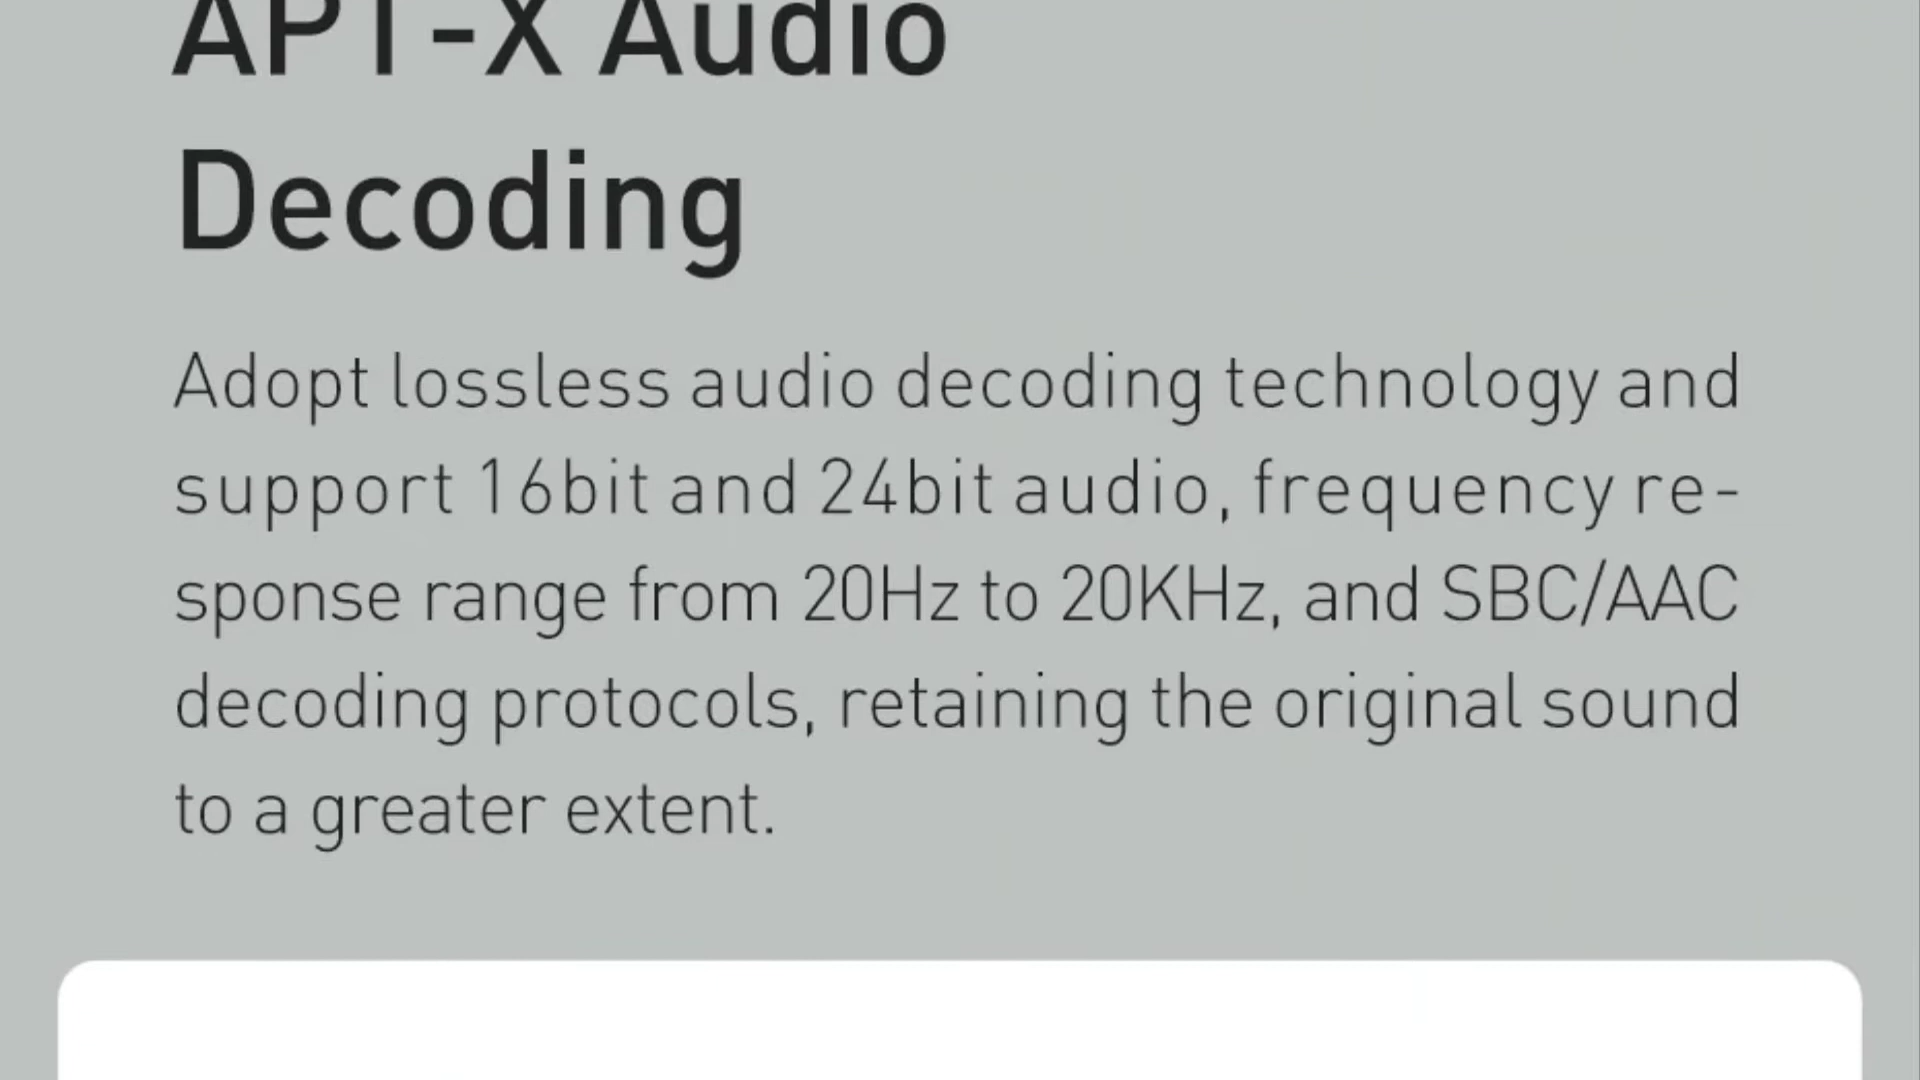 APT-X Audio
Decoding
Adopt lossless audio decoding technology and
support 16bit and 24bit audio, frequency re-
sponse range from 20Hz to 20KHz, and SBC/AAC
decoding protocols, retaining the original sound
to a greater extent.